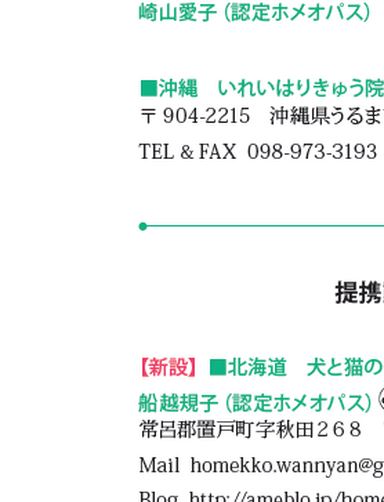 崎山愛子（認定ホメオパス）
■沖縄　いれいはりきゅう院
〒904-2215　沖縄県うるま
TEL & FAX 098-973-3193
提携
【新設】■北海道　犬と猫の
船越規子（認定ホメオパス）
常呂郡置戸町字秋田２６８
Mail homekko.wannyan@g
Blog http://ameblo.jp/home